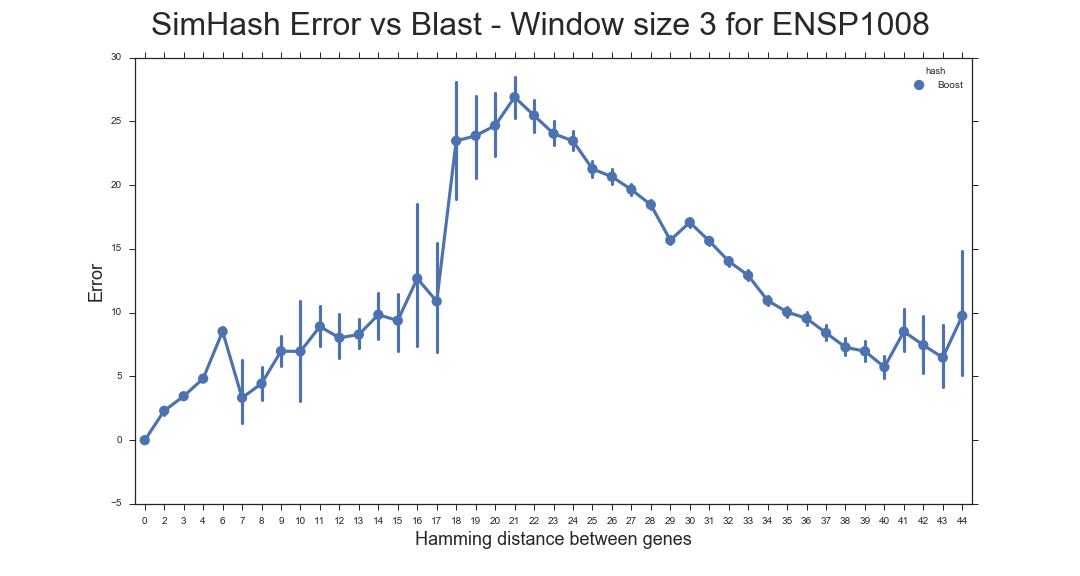 SimHash Error vs Blast - Window size 3 for ENSP1008
30
25
20
15
10
5
0
−5
Error
hash
Boost
0 2 3 4 6 7 8 9 10 11 12 13 14 15 16 17 18 19 20 21 22 23 24 25 26 27 28 29 30 31 32 33 34 35 36 37 38 39 40 41 42 43 44
Hamming distance between genes